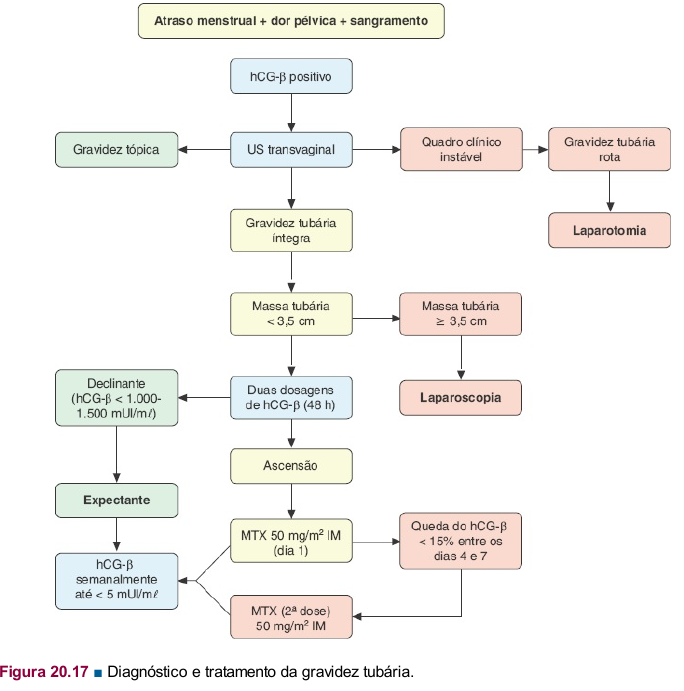 Atraso menstrual + dor pélvica + sangramento
hCG-β positivo
Gravidez tópica
US transvaginal
Quadro clínico
instável
Gravidez tubária
rota
Laparotomia
Gravidez tubária
íntegra
Massa tubária
< 3,5 cm
Massa tubária
≥ 3,5 cm
Laparoscopia
Declinante
(hCG-β < 1.000-
1.500 mUI/mℓ)
Duas dosagens
de hCG-β (48 h)
Expectante
Ascensão
MTX 50 mg/m² IM
(dia 1)
Queda do hCG-β
< 15% entre os
dias 4 e 7
hCG-β
semanalmente
até < 5 mUI/mℓ
MTX (2ª dose)
50 mg/m² IM
Figura 20.17 ■ Diagnóstico e tratamento da gravidez tubária.